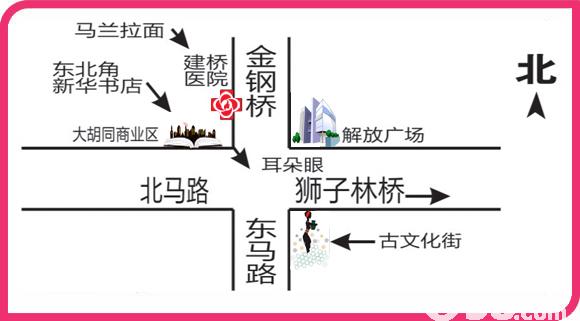 马兰拉面
建桥
医院
金钢桥
北
东北角
新华书店
大胡同商业区
解放广场
耳朵眼
北马路
狮子林桥
东马路
古文化街
.com